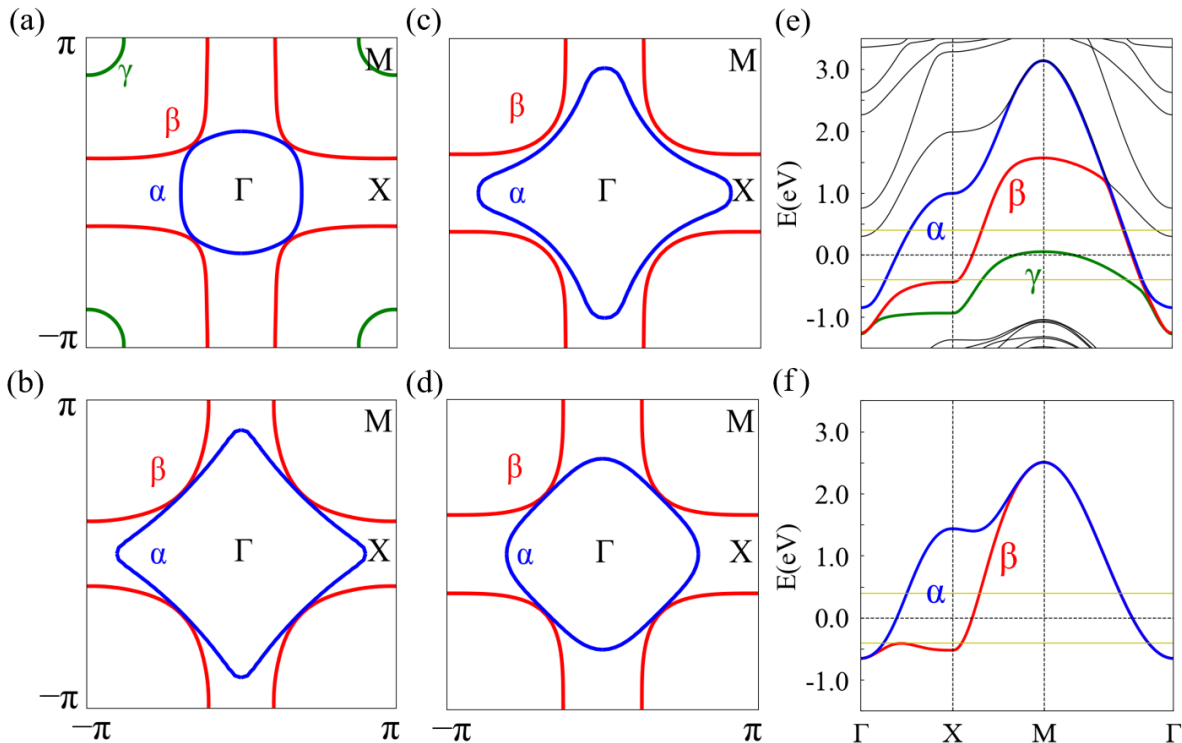 (a)
π
−π
γ
M
β
α
Γ
X
(c)
M
β
α
Γ
X
(e)
E(eV)
3.0
2.0
1.0
0.0
-1.0
α
β
γ
(b)
π
−π
−π
π
M
β
α
Γ
X
(d)
M
β
α
Γ
X
−π
π
(f)
E(eV)
3.0
2.0
1.0
0.0
-1.0
α
β
Γ
X
M
Γ